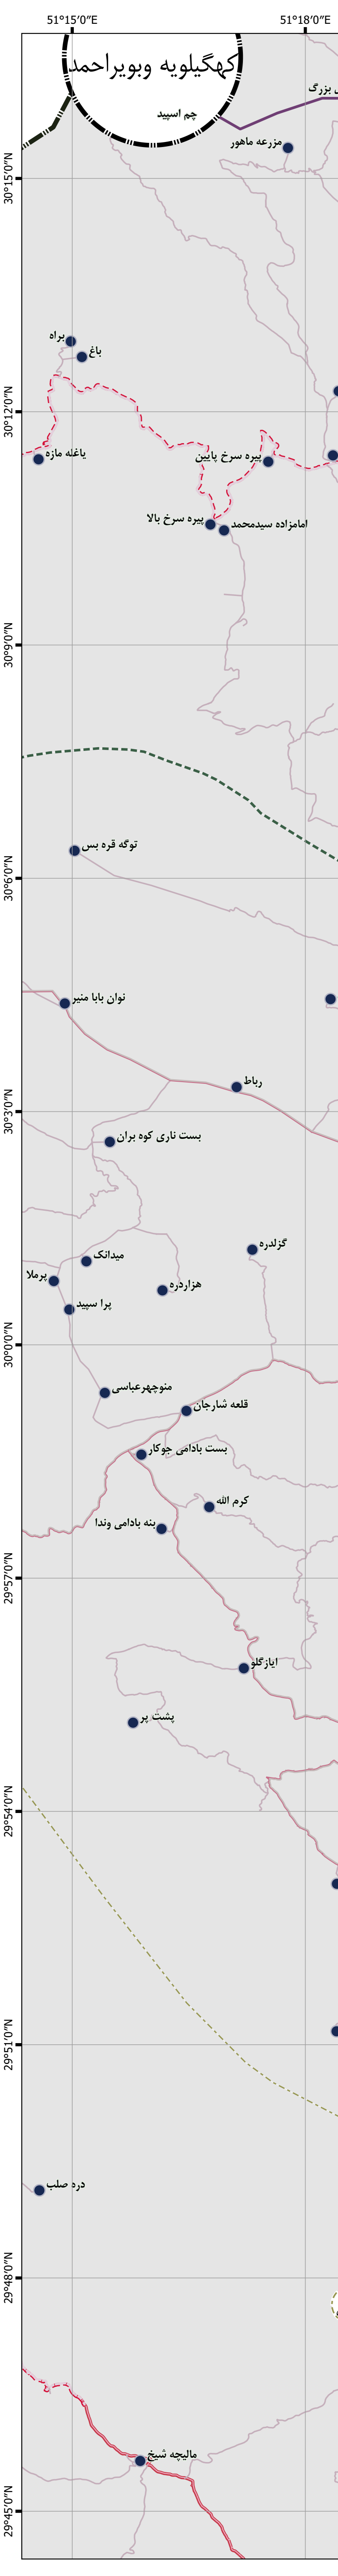 51°15'0"E
51°18'0"E
کهگیلویه وبویراحمد
بزرگ
چم اسپید
مزرعه ماهور
30°15'0"N
براه
باغ
30°12'0"N
یاغله مازه
پیره سرخ پایین
پیره سرخ بالا
امامزاده سیدمحمد
30°9'0"N
توگه قره بس
30°6'0"N
نوان بابا منیر
رباط
30°3'0"N
بست ناری کوه بران
گزلدره
میدانک
پرملا
هزاردره
پرا سپید
30°0'0"N
منوچهرعباسی
قلعه شارجان
بست بادامی جوکار
کرم الله
بنه بادامی وندا
29°57'0"N
ایازگلو
پشت پر
29°54'0"N
29°51'0"N
دره صلب
29°48'0"N
مالیچه شیخ
29°45'0"N